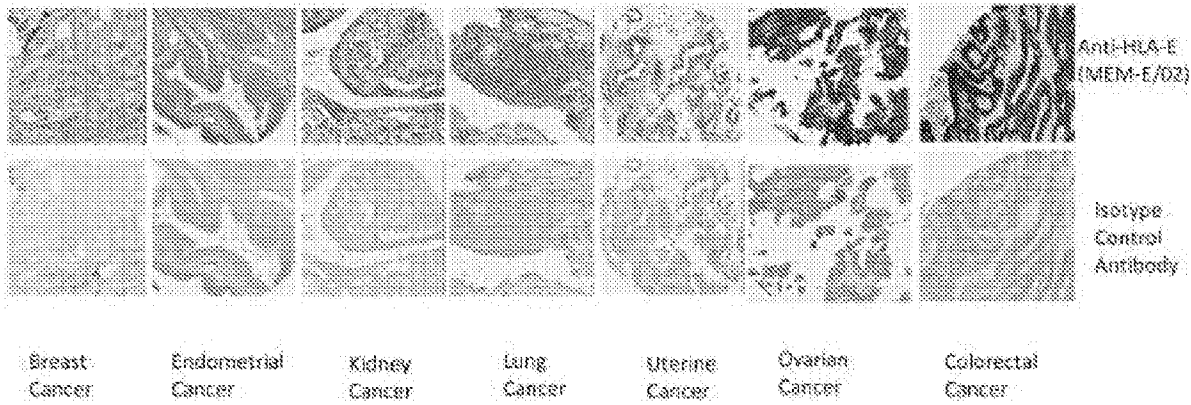 Anti-HLA-E
(MEM-E/02)
Isotype
Control
Antibody
Breast
Cancer
Endometrial
Cancer
Kidney
Cancer
Lung
Cancer
Uterine
Cancer
Ovarian
Cancer
Colorectal
Cancer